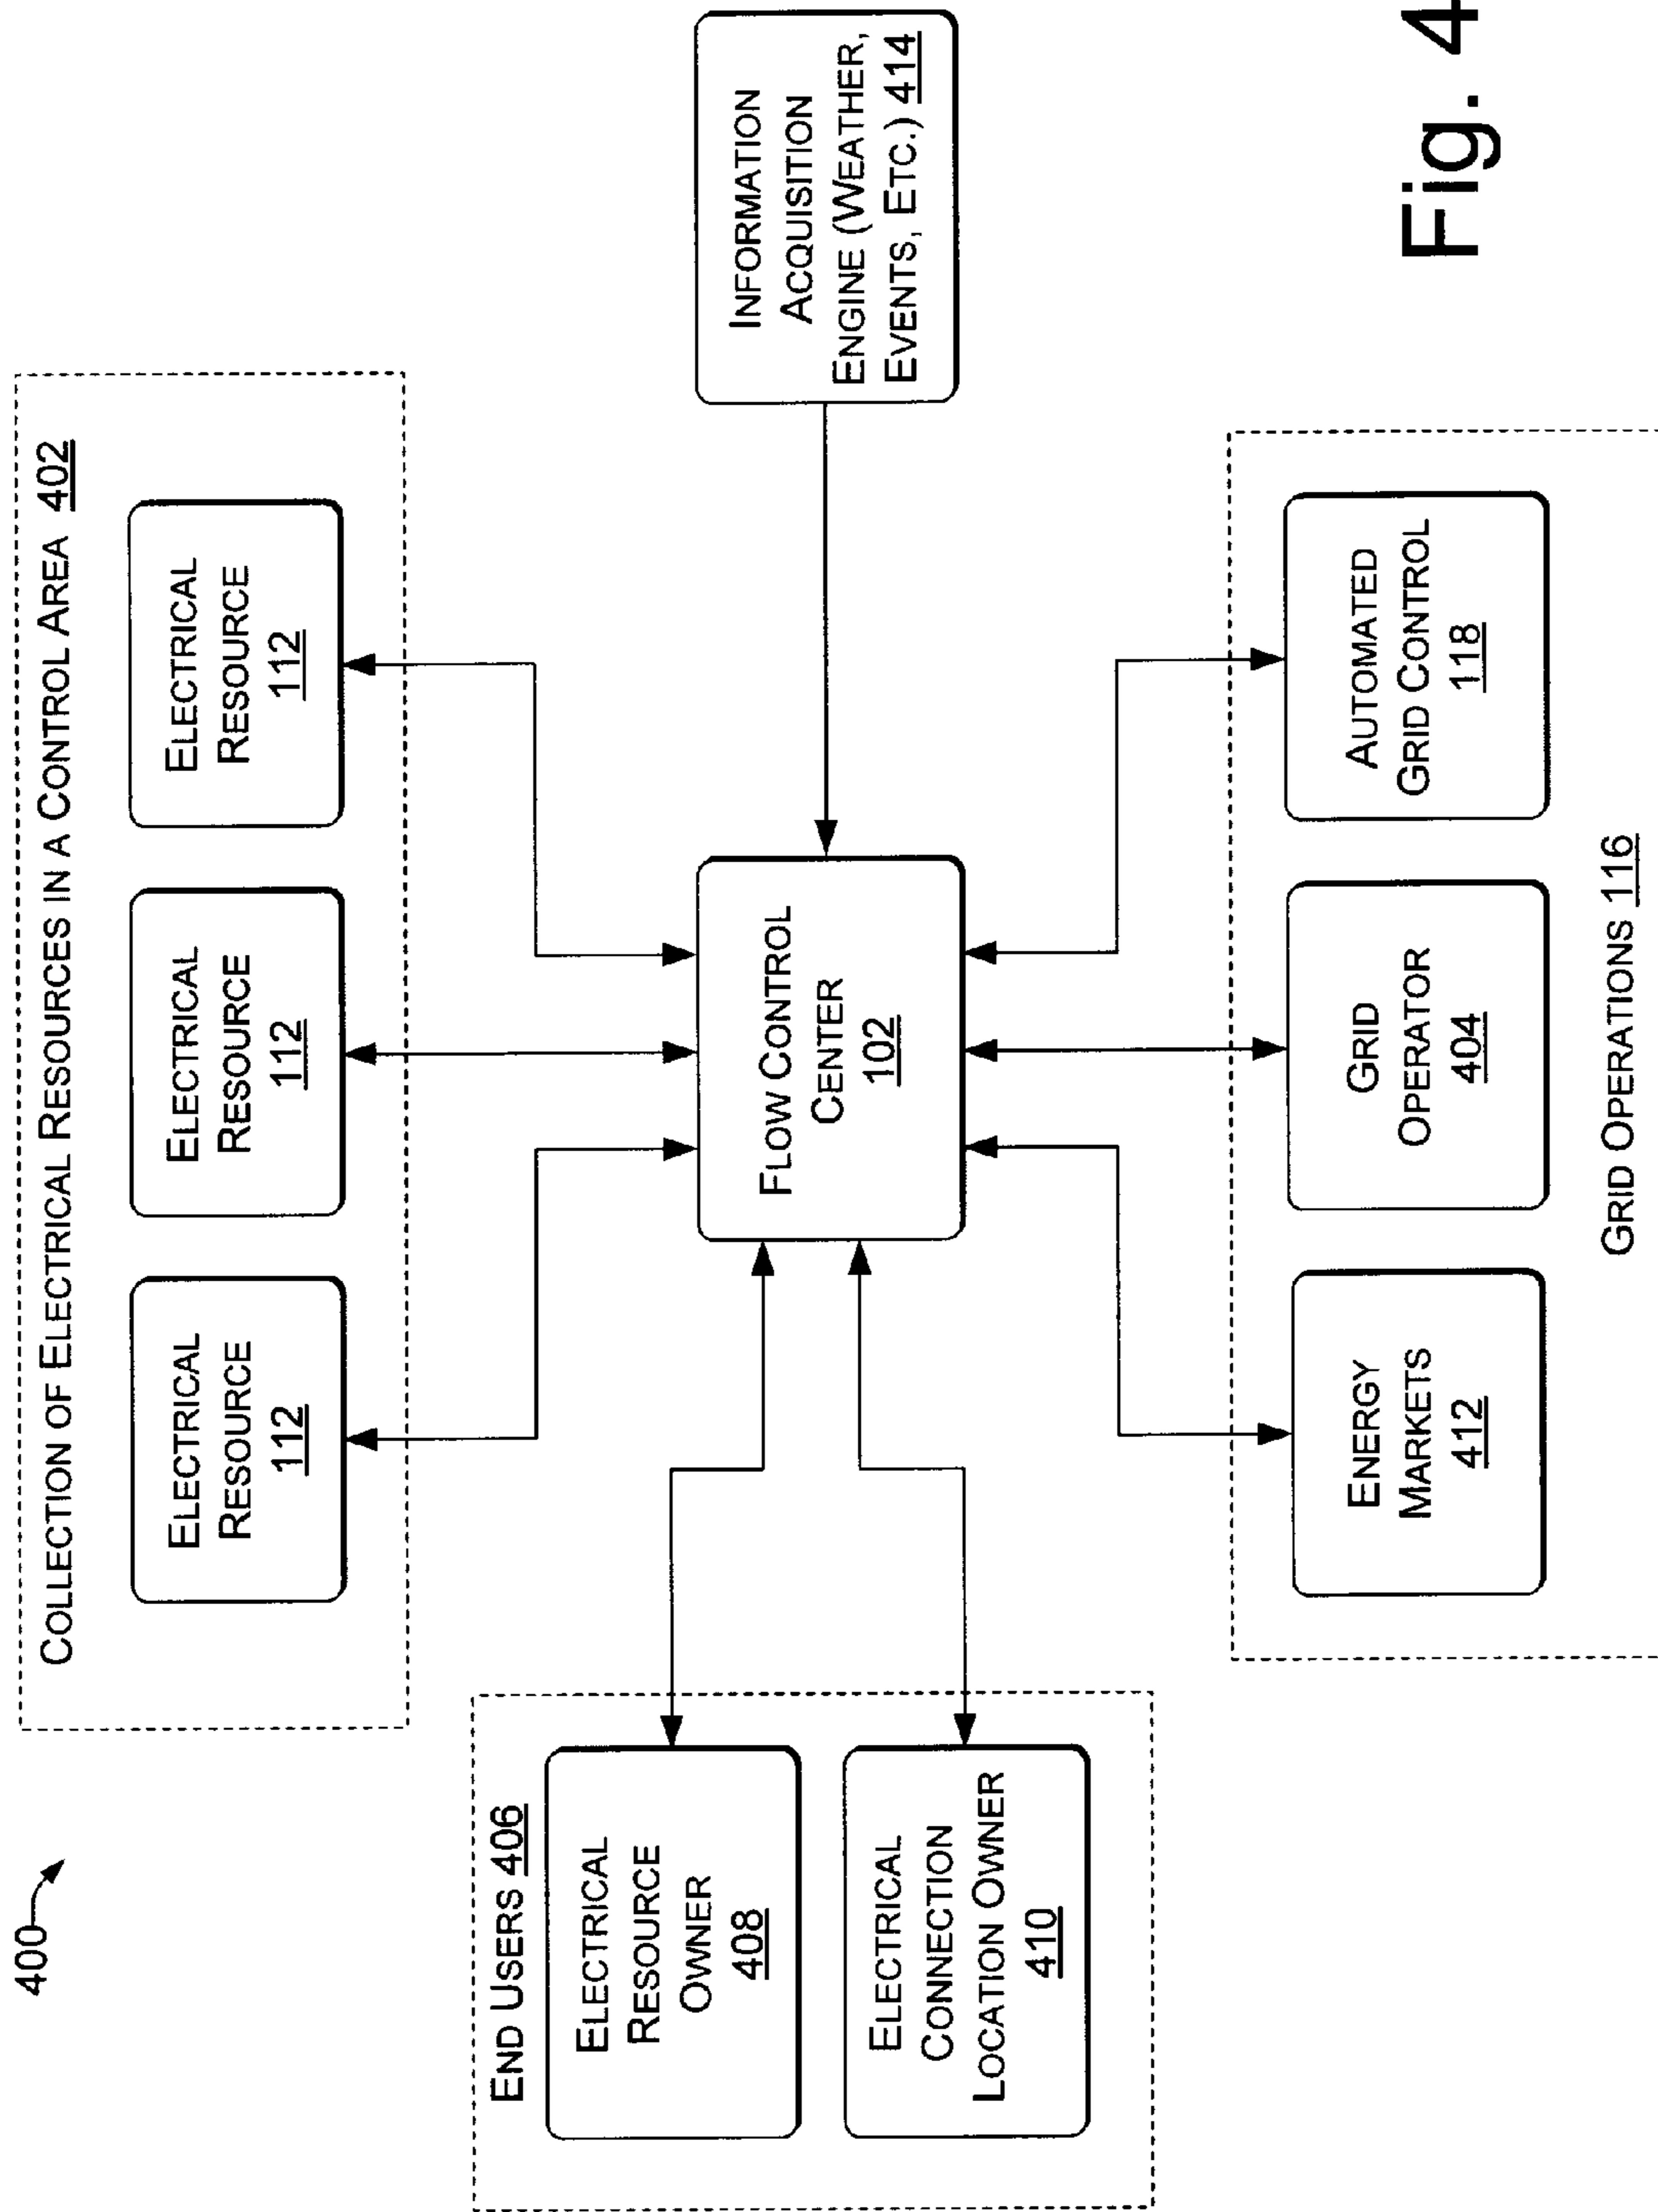 400
COLLECTION OF ELECTRICAL RESOURCES IN A CONTROL AREA 402
ELECTRICAL
RESOURCE
112
ELECTRICAL
RESOURCE
112
ELECTRICAL
RESOURCE
112
END USERS 406
ELECTRICAL
RESOURCE
OWNER
408
ELECTRICAL
CONNECTION
LOCATION OWNER
410
FLOW CONTROL
CENTER
102
INFORMATION
ACQUISITION
ENGINE (WEATHER,
EVENTS, ETC.) 414
ENERGY
MARKETS
412
GRID
OPERATOR
404
AUTOMATED
GRID CONTROL
118
GRID OPERATIONS 116
Fig. 4